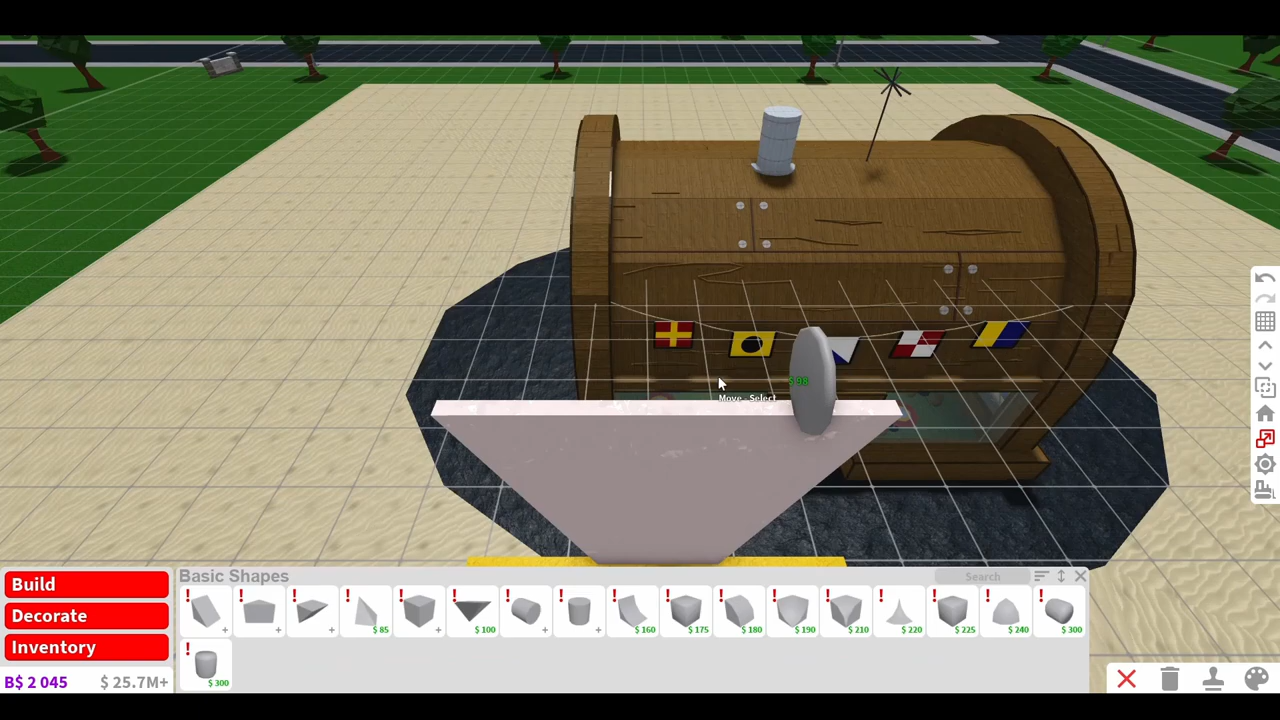 $ 98
Move - Select
Build
Decorate
Inventory
B$ 2 045
$ 25.7M+
Basic Shapes
Search
! + ! + ! + ! $ 85 ! + ! $ 100 ! + ! + ! $ 160 ! $ 175 ! $ 180 ! $ 190 ! $ 210 ! $ 220 ! $ 225 ! $ 240 ! $ 300
! $ 300